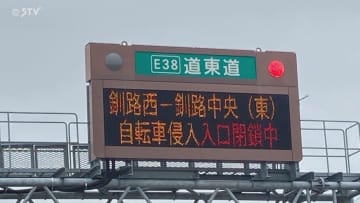 ©STV
E38 道東道
釧路西－釧路中央（東）
自転車侵入入口閉鎖中